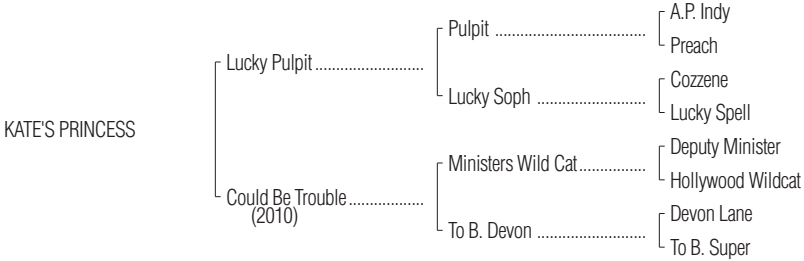 A.P. Indy
Pulpit
Preach
Lucky Pulpit
Cozzene
Lucky Soph
Lucky Spell
KATE'S PRINCESS
Deputy Minister
Ministers Wild Cat
Hollywood Wildcat
Could Be Trouble
(2010)
Devon Lane
To B. Devon
To B. Super